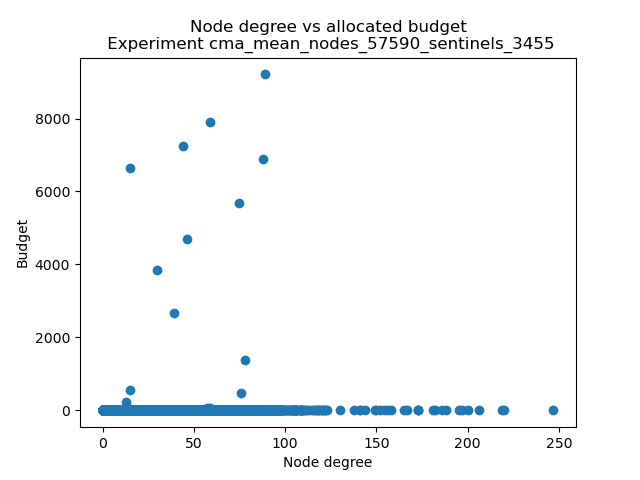 Node degree vs allocated budget
Experiment cma_mean_nodes_57590_sentinels_3455
8000
6000
4000
2000
0
Budget
0 50 100 150 200 250
Node degree